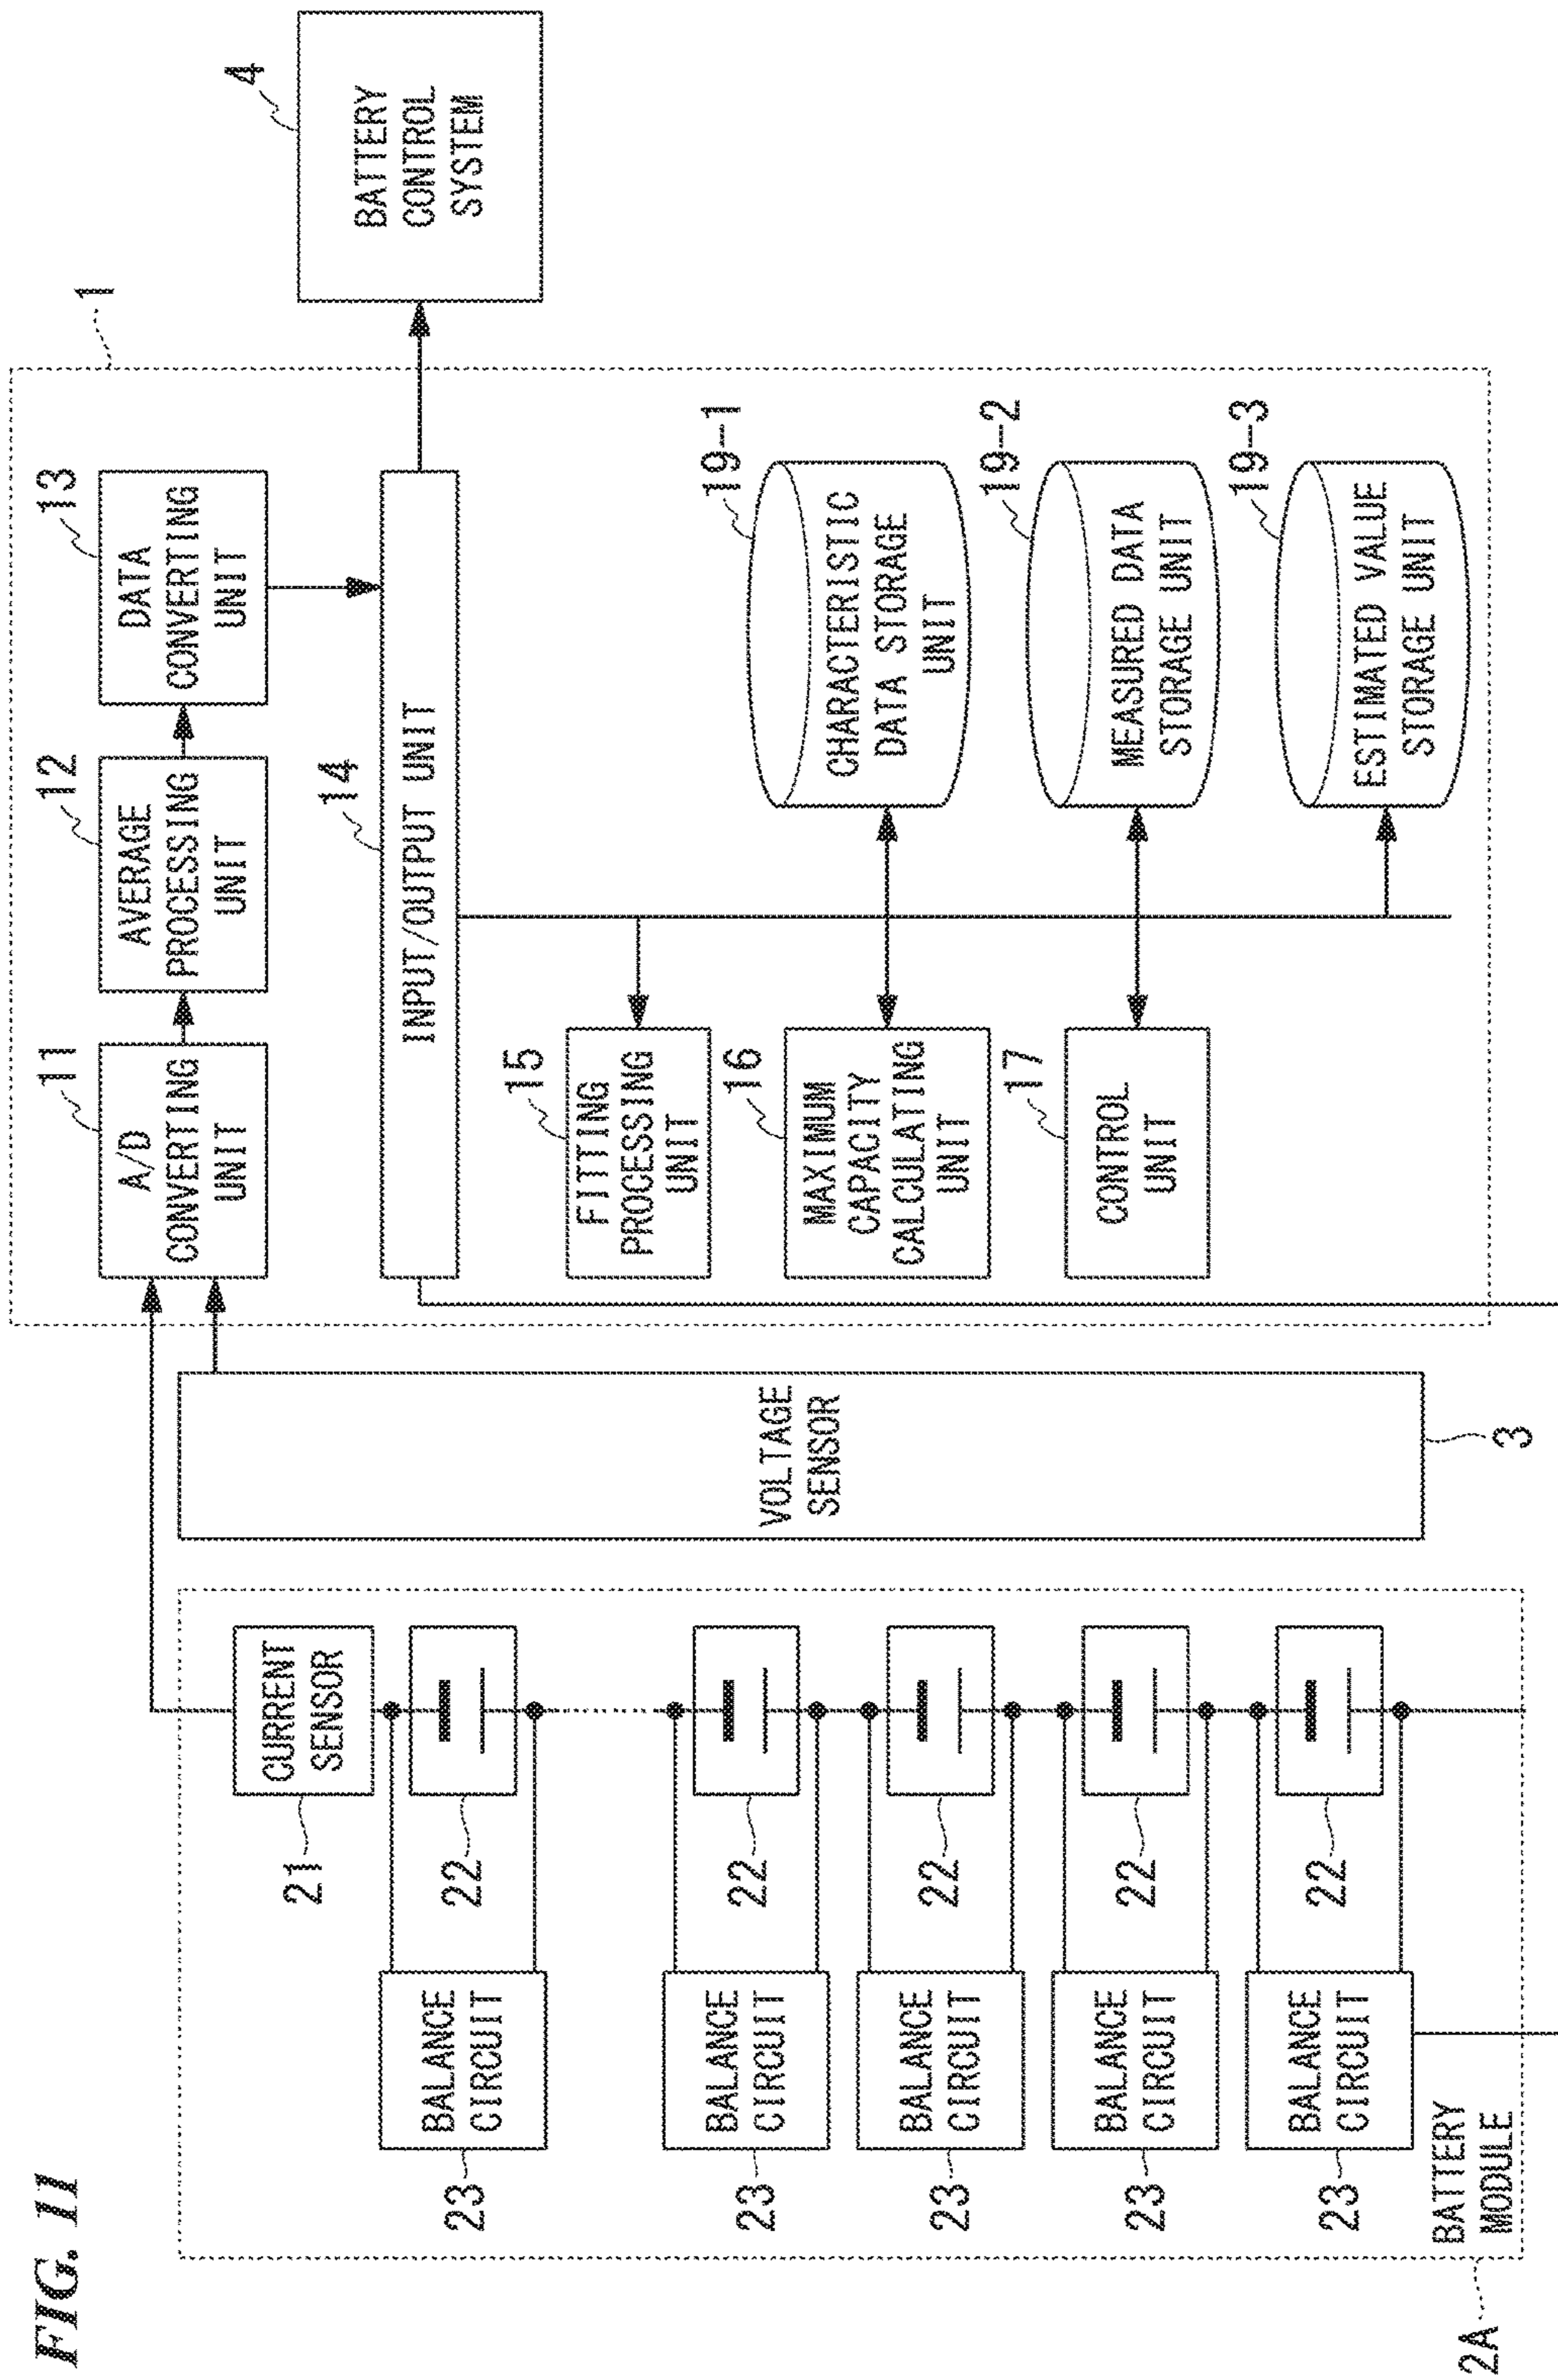 FIG. 11
1
11
A/D
CONVERTING
UNIT
12
AVERAGE
PROCESSING
UNIT
13
DATA
CONVERTING
UNIT
4
BATTERY
CONTROL
SYSTEM
14
INPUT/OUTPUT UNIT
15
FITTING
PROCESSING
UNIT
16
MAXIMUM
CAPACITY
CALCULATING
UNIT
17
CONTROL
UNIT
19-1
CHARACTERISTIC
DATA STORAGE
UNIT
19-2
MEASURED DATA
STORAGE UNIT
19-3
ESTIMATED VALUE
STORAGE UNIT
VOLTAGE
SENSOR
3
CURRENT
SENSOR
21
22
22
22
22
22
BALANCE
CIRCUIT
23
BALANCE
CIRCUIT
23
BALANCE
CIRCUIT
23
BALANCE
CIRCUIT
23
BALANCE
CIRCUIT
23
BATTERY
MODULE
2A